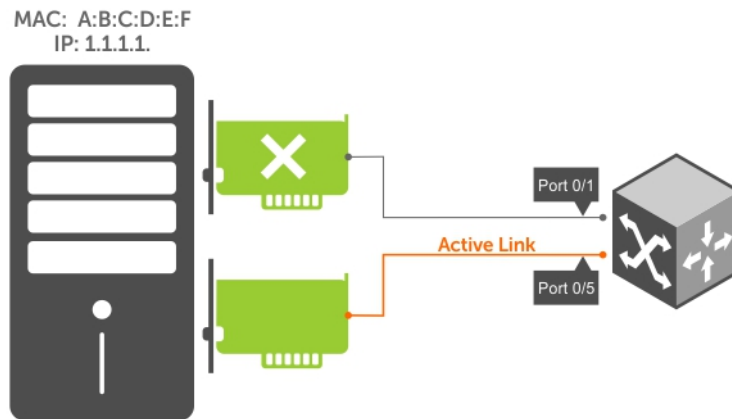 MAC: A:B:C:D:E:F
IP: 1.1.1.1.
Port 0/1
Active Link
Port 0/5